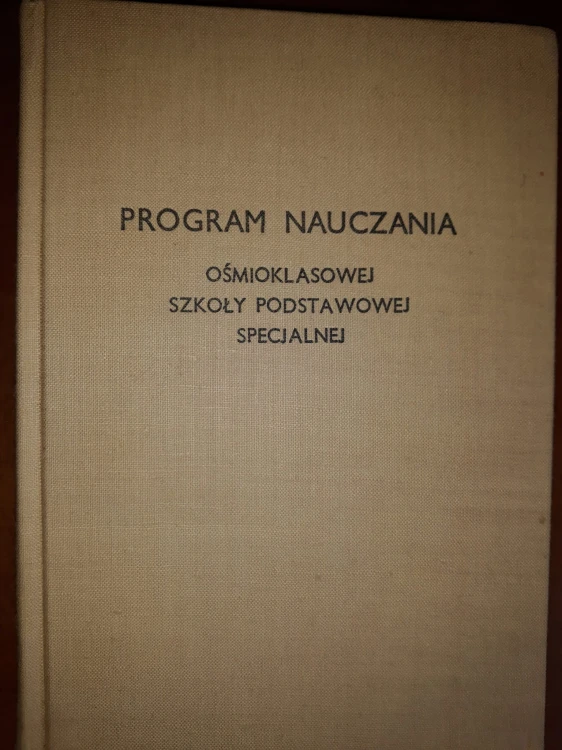 PROGRAM NAUCZANIA
OŚMIOKLASOWEJ
SZKOŁY PODSTAWOWEJ
SPECJALNEJ